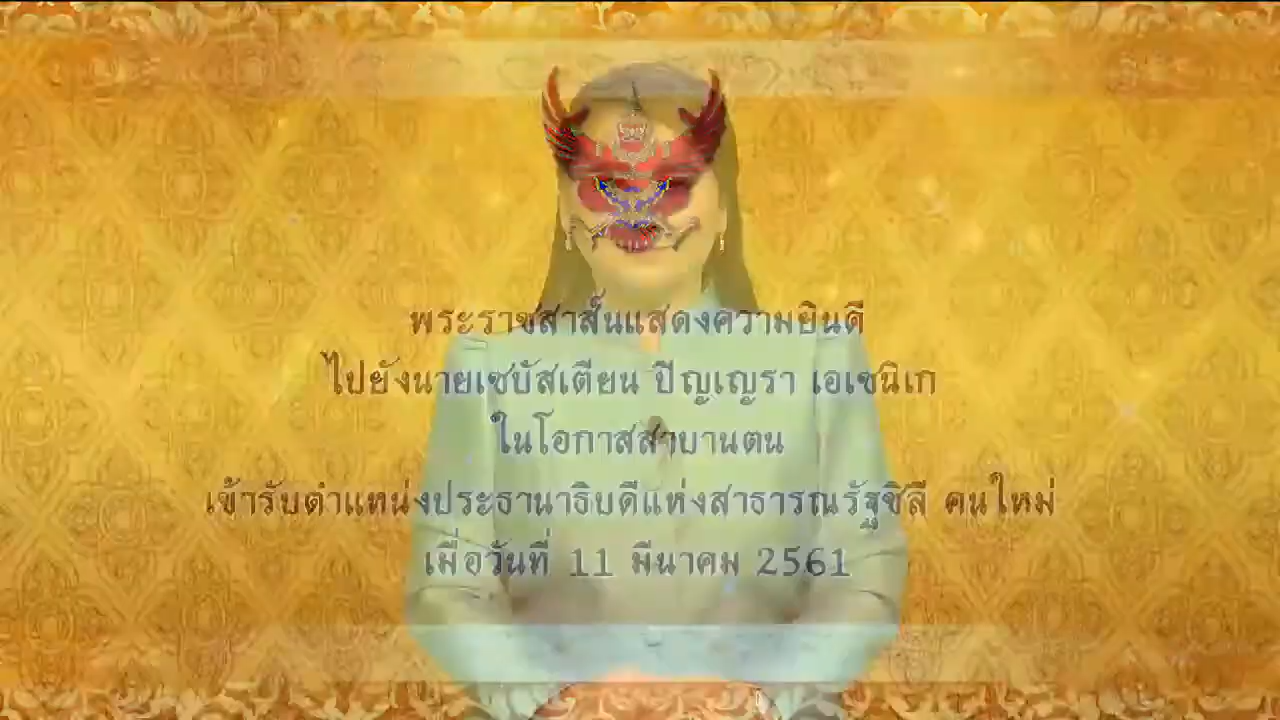 พระราชสาส์นแสดงความยินดี
ไปยังนายเซบัสเตียน ปิญเญรา เอเชนิเก
ในโอกาสสาบานตน
เข้ารับตำแหน่งประธานาธิบดีแห่งสาธารณรัฐชิลี คนใหม่
เมื่อวันที่ 11 มีนาคม 2561